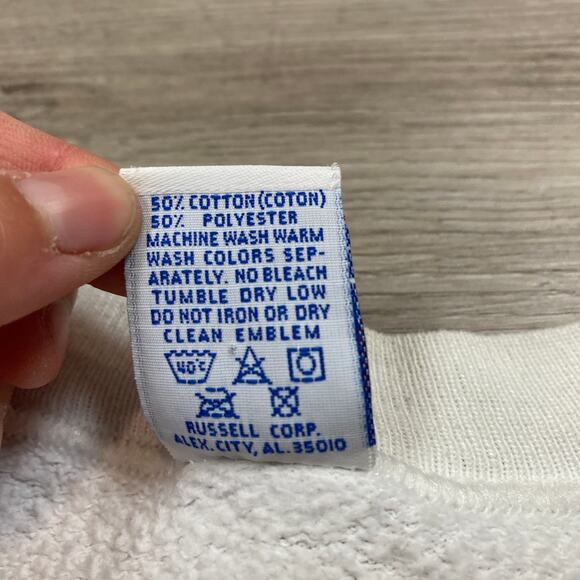 50% COTTON (COTON)
50% POLYESTER
MACHINE WASH WARM
WASH COLORS SEP-
ARATELY. NO BLEACH
TUMBLE DRY LOW
DO NOT IRON OR DRY
CLEAN EMBLEM
40°C
RUSSELL CORP.
ALEX. CITY, AL. 35010